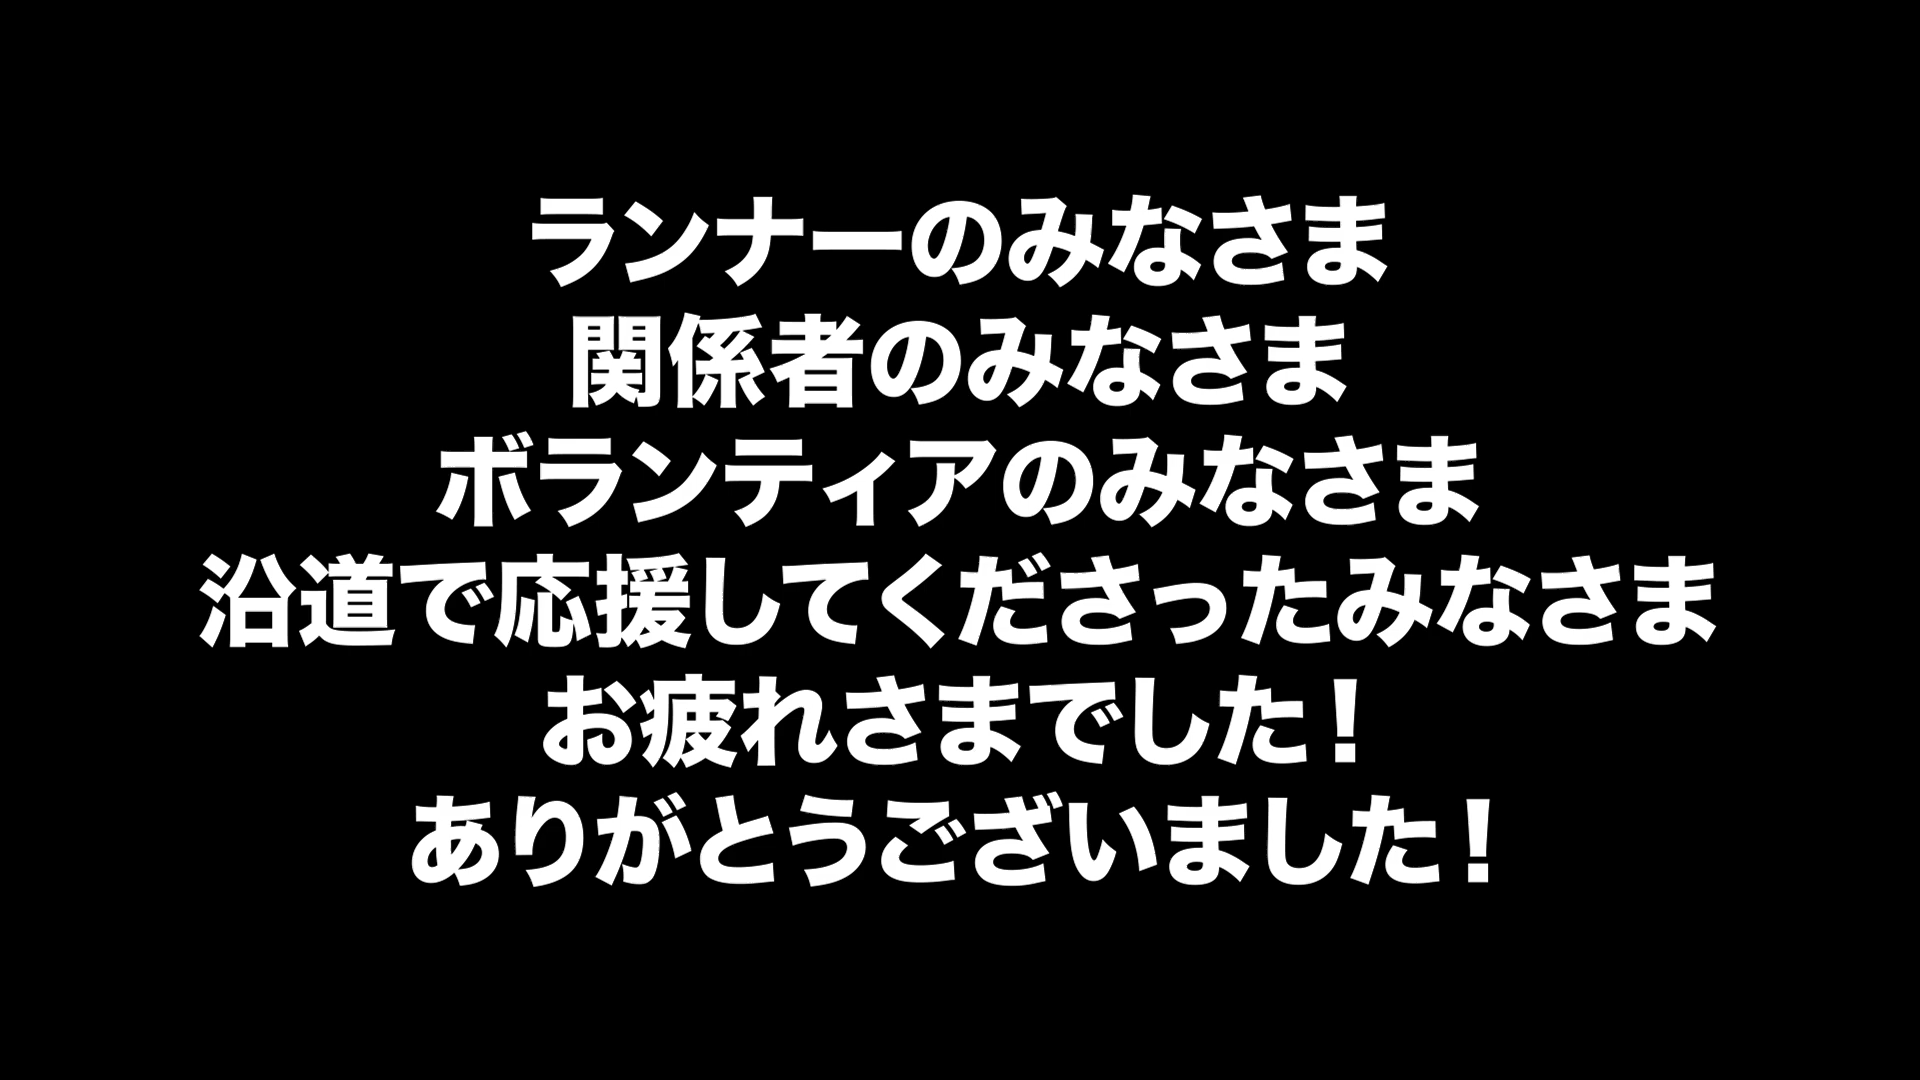 ランナーのみなさま
関係者のみなさま
ボランティアのみなさま
沿道で応援してくださったみなさま
お疲れさまでした！
ありがとうございました！